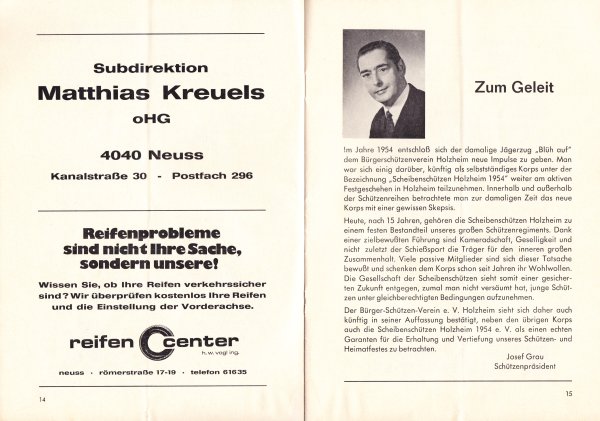 Subdirektion
Matthias Kreuels
oHG
4040 Neuss
Kanalstraße 30 - Postfach 296
Reifenprobleme
sind nicht Ihre Sache,
sondern unsere!
Wissen Sie, ob Ihre Reifen verkehrssicher
sind? Wir überprüfen kostenlos Ihre Reifen
und die Einstellung der Vorderachse.
reifen center
h.w. vogl ing.
neuss · römerstraße 17-19 · telefon 61635
14
Zum Geleit
Im Jahre 1954 entschloß sich der damalige Jägerzug „Blüh auf"
dem Bürgerschützenverein Holzheim neue Impulse zu geben. Man
war sich einig darüber, künftig als selbstständiges Korps unter der
Bezeichnung „Scheibenschützen Holzheim 1954" weiter am aktiven
Festgeschehen in Holzheim teilzunehmen. Innerhalb und außerhalb
der Schützenreihen betrachtete man zur damaligen Zeit das neue
Korps mit einer gewissen Skepsis.
Heute, nach 15 Jahren, gehören die Scheibenschützen Holzheim zu
einem festen Bestandteil unseres großen Schützenregiments. Dank
einer zielbewußten Führung sind Kameradschaft, Geselligkeit und
nicht zuletzt der Schießsport die Träger für den inneren großen
Zusammenhalt. Viele passive Mitglieder sind sich dieser Tatsache
bewußt und schenken dem Korps schon seit Jahren ihr Wohlwollen.
Die Gesellschaft der Scheibenschützen sieht somit einer gesicher-
ten Zukunft entgegen, zumal man nicht versäumt hat, junge Schüt-
zen unter gleichberechtigten Bedingungen aufzunehmen.
Der Bürger-Schützen-Verein e. V. Holzheim sieht sich daher auch
künftig in seiner Auffassung bestätigt, neben den übrigen Korps
auch die Scheibenschützen Holzheim 1954 e. V. als einen echten
Garanten für die Erhaltung und Vertiefung unseres Schützen- und
Heimatfestes zu betrachten.
Josef Grau
Schützenpräsident
15